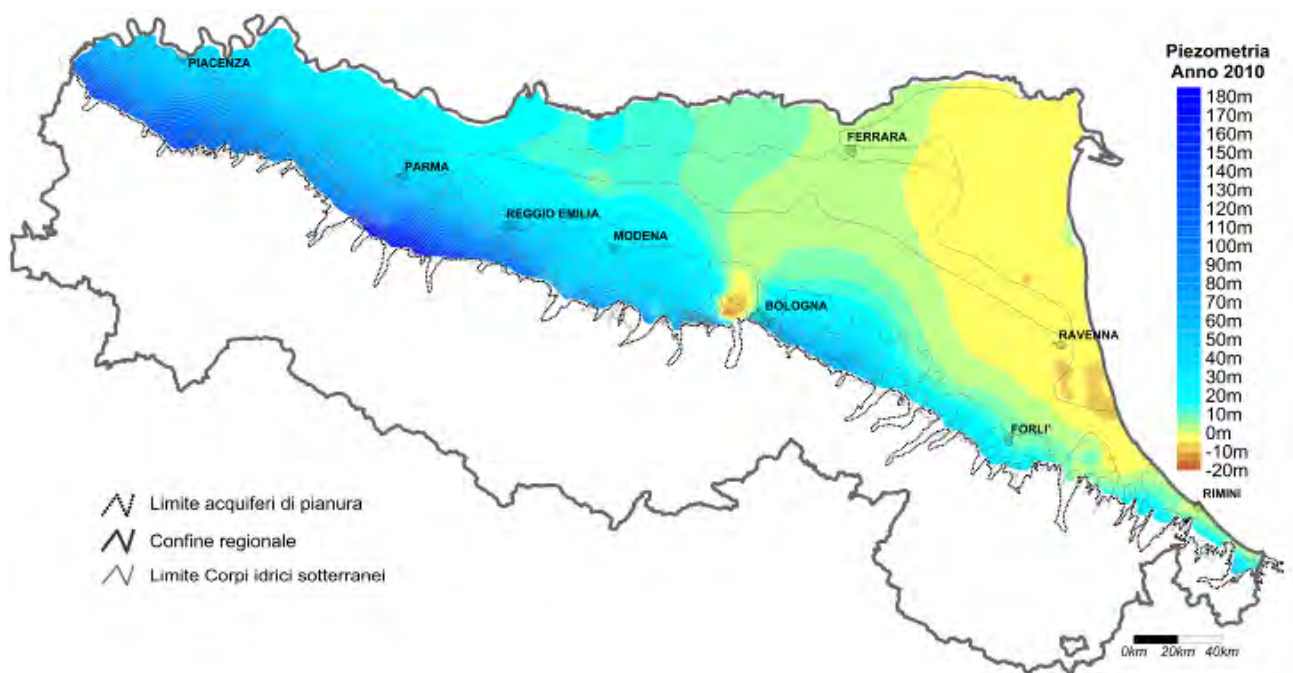 Piezometria
Anno 2010
180m
170m
160m
150m
140m
130m
120m
110m
100m
90m
80m
70m
60m
50m
40m
30m
20m
10m
0m
-10m
-20m
PIACENZA
PARMA
REGGIO EMILIA
MODENA
BOLOGNA
FERRARA
RAVENNA
FORLI'
RIMINI
Limite acquiferi di pianura
Confine regionale
Limite Corpi idrici sotterranei
0km 20km 40km